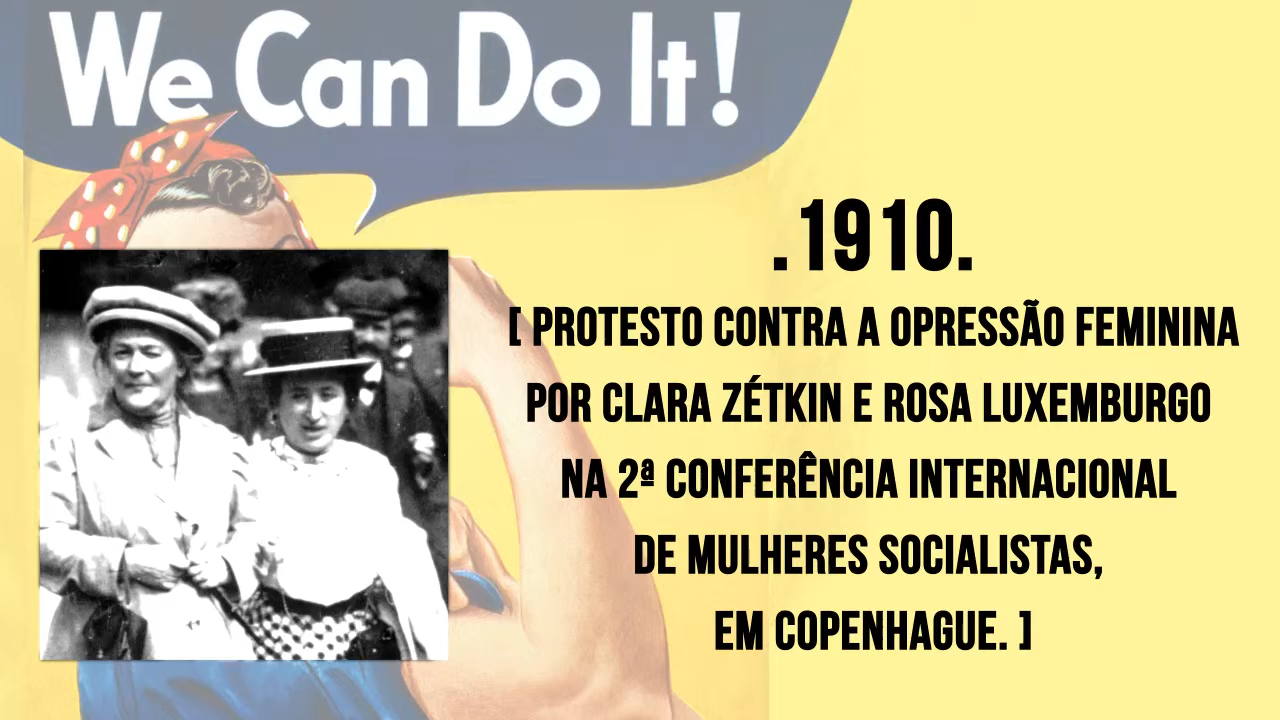 We Can Do It!
.1910.
[ PROTESTO CONTRA A OPRESSÃO FEMININA
POR CLARA ZÉTKIN E ROSA LUXEMBURGO
NA 2ª CONFERÊNCIA INTERNACIONAL
DE MULHERES SOCIALISTAS,
EM COPENHAGUE. ]